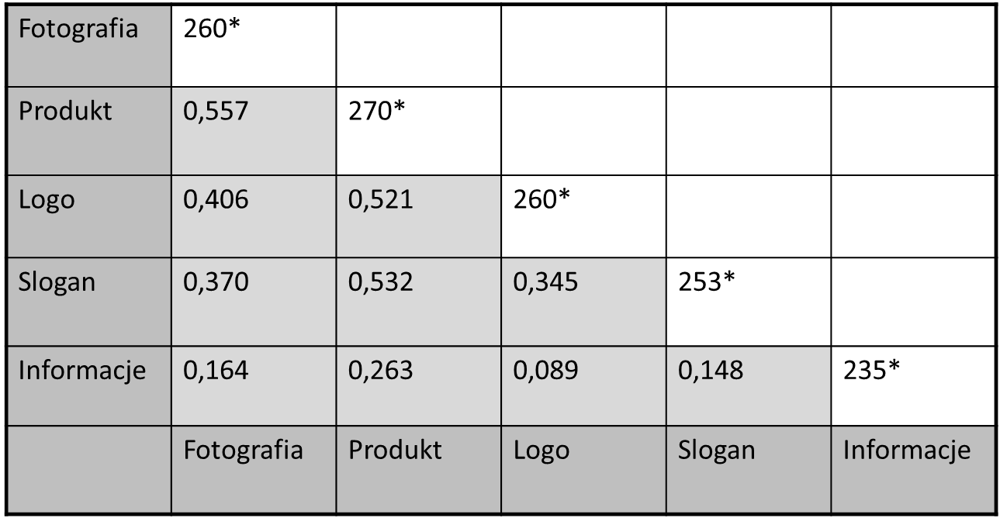 Fotografia 260*
Produkt 0,557 270*
Logo 0,406 0,521 260*
Slogan 0,370 0,532 0,345 253*
Informacje 0,164 0,263 0,089 0,148 235*
Fotografia Produkt Logo Slogan Informacje